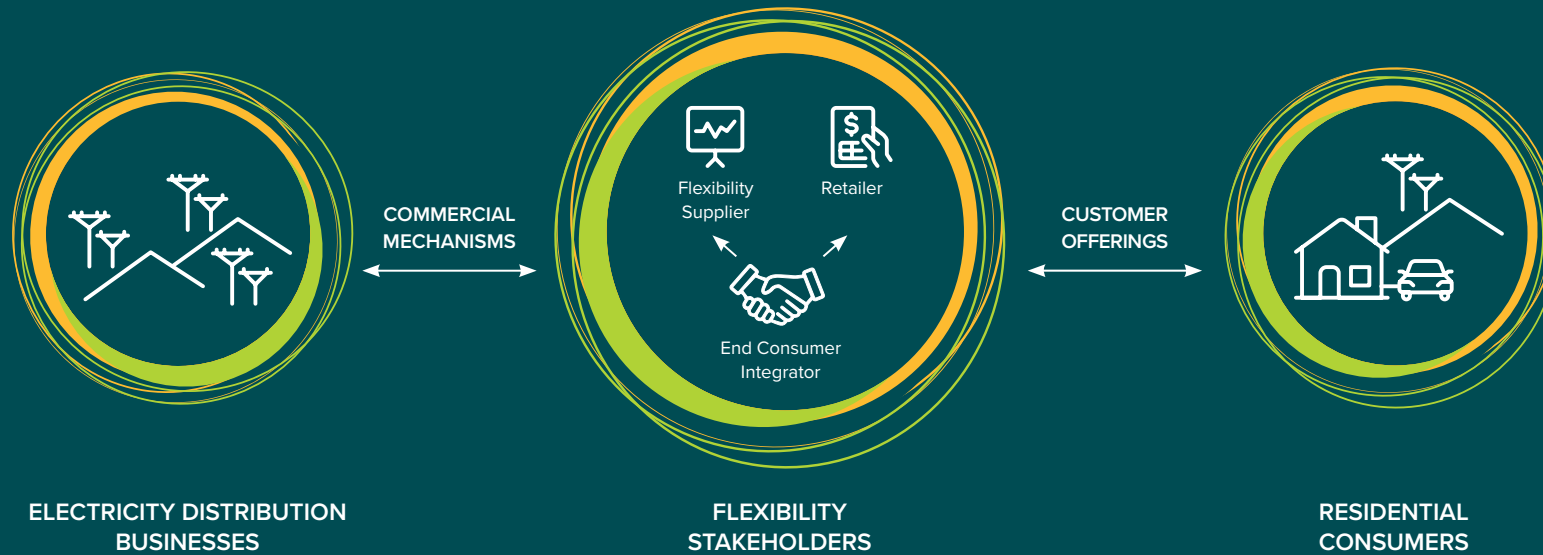 Flexibility
Supplier
Retailer
COMMERCIAL
MECHANISMS
CUSTOMER
OFFERINGS
$
End Consumer
Integrator
ELECTRICITY DISTRIBUTION
BUSINESSES
FLEXIBILITY
STAKEHOLDERS
RESIDENTIAL
CONSUMERS